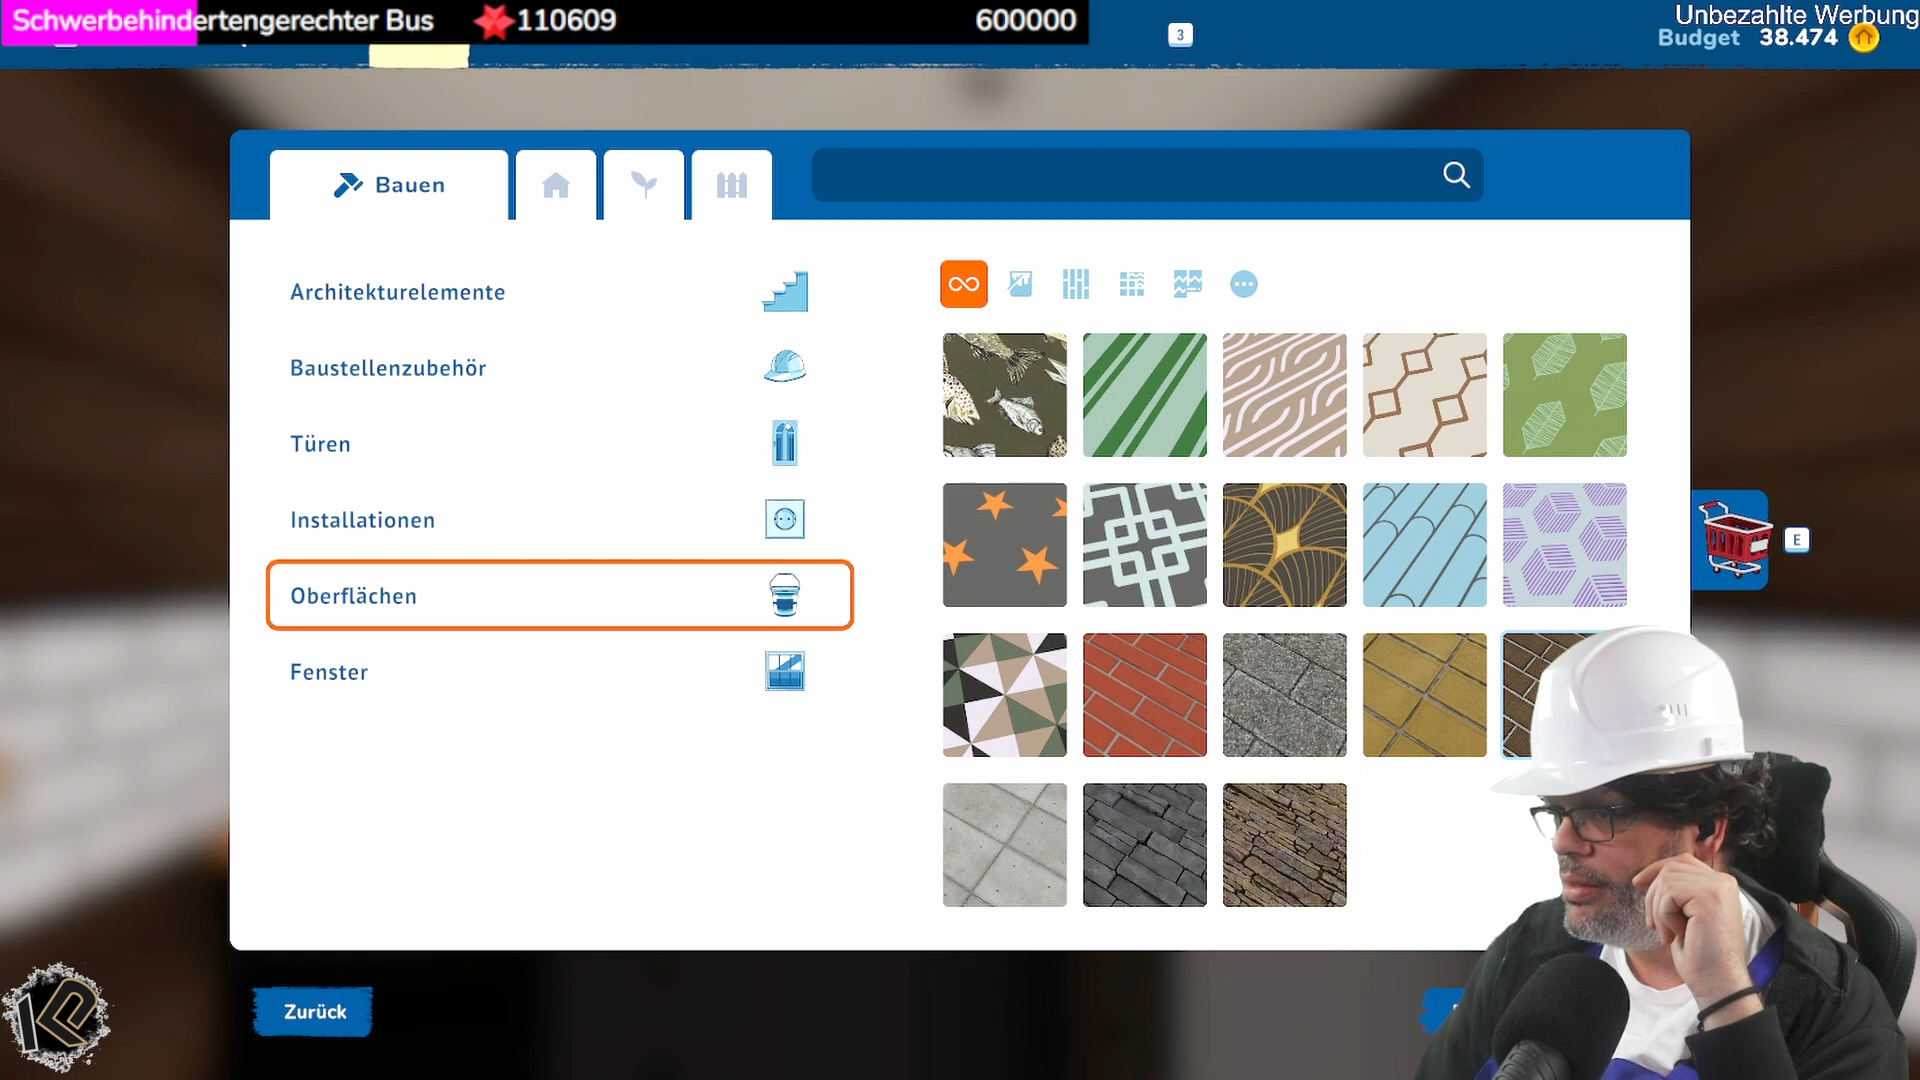 Schwerbehindertengerechter Bus 110609 600000
3
Unbezahlte Werbung
Budget 38.474
Bauen
Architekturelemente
Baustellenzubehör
Türen
Installationen
E
Oberflächen
Fenster
Zurück